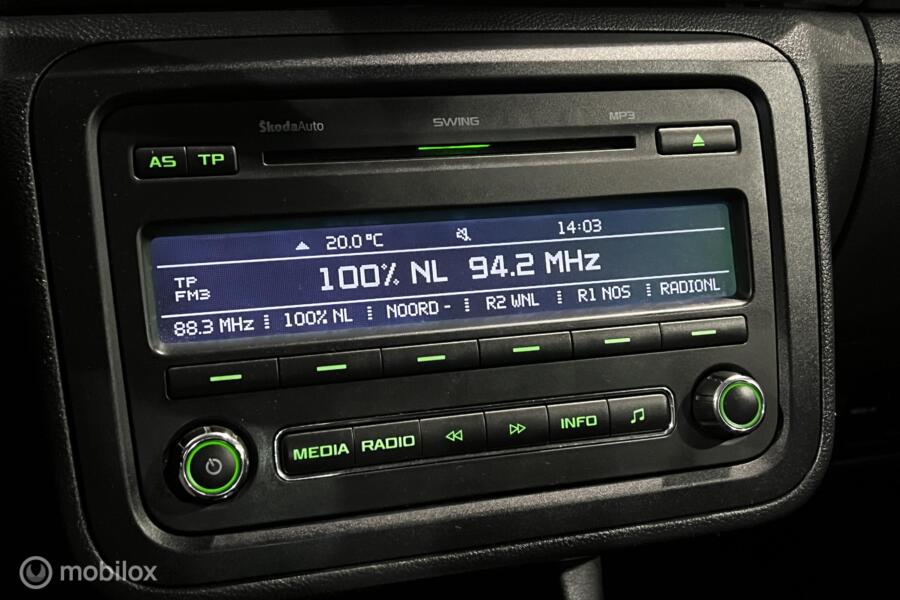 ŠkodaAuto SWING MP3
AS TP
20.0°C 14:03
TP
FM3
100% NL 94.2 MHz
88.3 MHz 100% NL NOORD - R2 WNL R1 NOS RADIONL
MEDIA RADIO INFO
mobilox